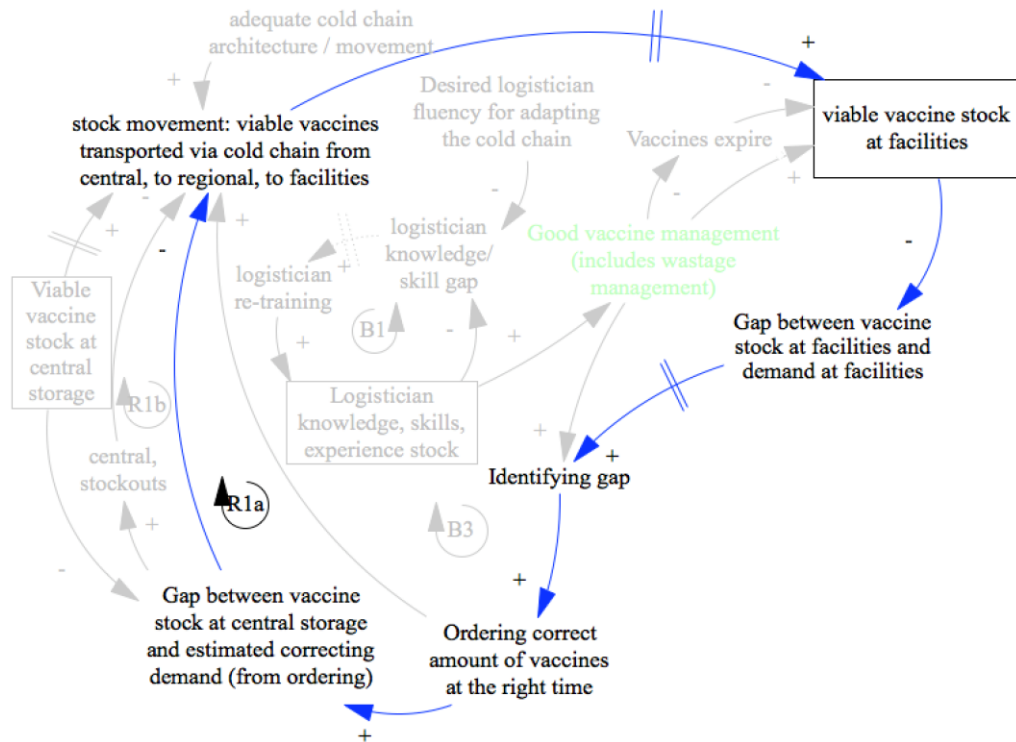 adequate cold chain
architecture / movement
+
+
stock movement: viable vaccines
transported via cold chain from
central, to regional, to facilities
Desired logistician
fluency for adapting
the cold chain
-
viable vaccine stock
at facilities
Vaccines expire
+
-
-
+
-
+
-
Good vaccine management
(includes wastage
management)
-
logistician
knowledge/
skill gap
+
logistician
re-training
Viable
vaccine
stock at
central
storage
B1
-
+
+
Gap between vaccine
stock at facilities and
demand at facilities
R1b
Logistician
knowledge, skills,
experience stock
+
+
central,
stockouts
Identifying gap
R1a
B3
+
-
+
Gap between vaccine
stock at central storage
and estimated correcting
demand (from ordering)
Ordering correct
amount of vaccines
at the right time
+